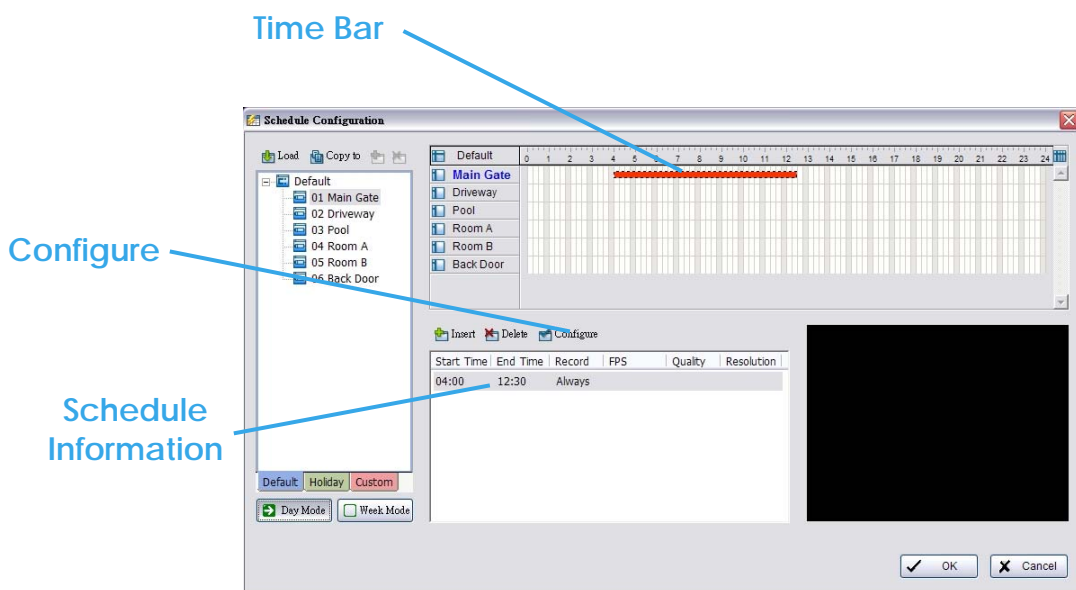 Time Bar
Schedule Configuration
Load Copy to
Default
01 Main Gate
02 Driveway
03 Pool
04 Room A
05 Room B
06 Back Door
Default Holiday Custom
Day Mode Week Mode
Default 0 1 2 3 4 5 6 7 8 9 10 11 12 13 14 15 16 17 18 19 20 21 22 23 24
Main Gate
Driveway
Pool
Room A
Room B
Back Door
Configure
Insert Delete Configure
Start Time End Time Record FPS Quality Resolution
04:00 12:30 Always
Schedule
Information
OK Cancel